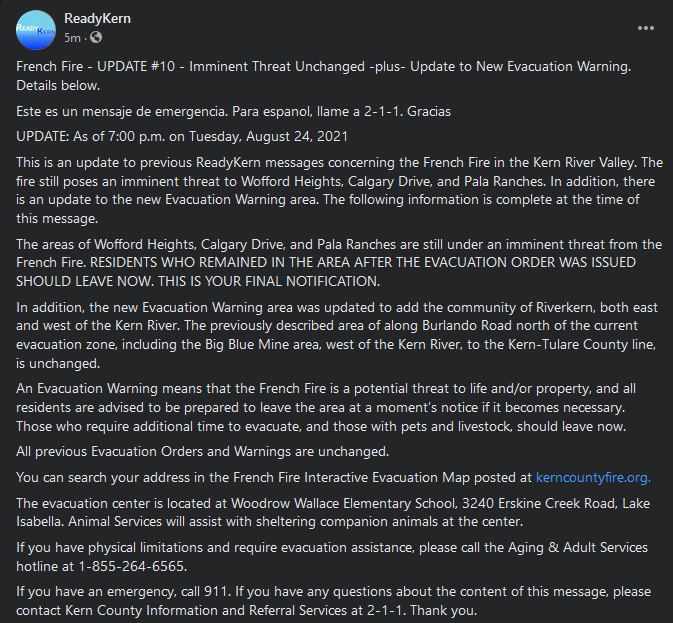 READYKERN
ReadyKern
5m ·
French Fire - UPDATE #10 - Imminent Threat Unchanged -plus- Update to New Evacuation Warning.
Details below.
Este es un mensaje de emergencia. Para espanol, llame a 2-1-1. Gracias
UPDATE: As of 7:00 p.m. on Tuesday, August 24, 2021
This is an update to previous ReadyKern messages concerning the French Fire in the Kern River Valley. The
fire still poses an imminent threat to Wofford Heights, Calgary Drive, and Pala Ranches. In addition, there
is an update to the new Evacuation Warning area. The following information is complete at the time of
this message.
The areas of Wofford Heights, Calgary Drive, and Pala Ranches are still under an imminent threat from the
French Fire. RESIDENTS WHO REMAINED IN THE AREA AFTER THE EVACUATION ORDER WAS ISSUED
SHOULD LEAVE NOW. THIS IS YOUR FINAL NOTIFICATION.
In addition, the new Evacuation Warning area was updated to add the community of Riverkern, both east
and west of the Kern River. The previously described area of along Burlando Road north of the current
evacuation zone, including the Big Blue Mine area, west of the Kern River, to the Kern-Tulare County line,
is unchanged.
An Evacuation Warning means that the French Fire is a potential threat to life and/or property, and all
residents are advised to be prepared to leave the area at a moment's notice if it becomes necessary.
Those who require additional time to evacuate, and those with pets and livestock, should leave now.
All previous Evacuation Orders and Warnings are unchanged.
You can search your address in the French Fire Interactive Evacuation Map posted at kerncountyfire.org.
The evacuation center is located at Woodrow Wallace Elementary School, 3240 Erskine Creek Road, Lake
Isabella. Animal Services will assist with sheltering companion animals at the center.
If you have physical limitations and require evacuation assistance, please call the Aging & Adult Services
hotline at 1-855-264-6565.
If you have an emergency, call 911. If you have any questions about the content of this message, please
contact Kern County Information and Referral Services at 2-1-1. Thank you.